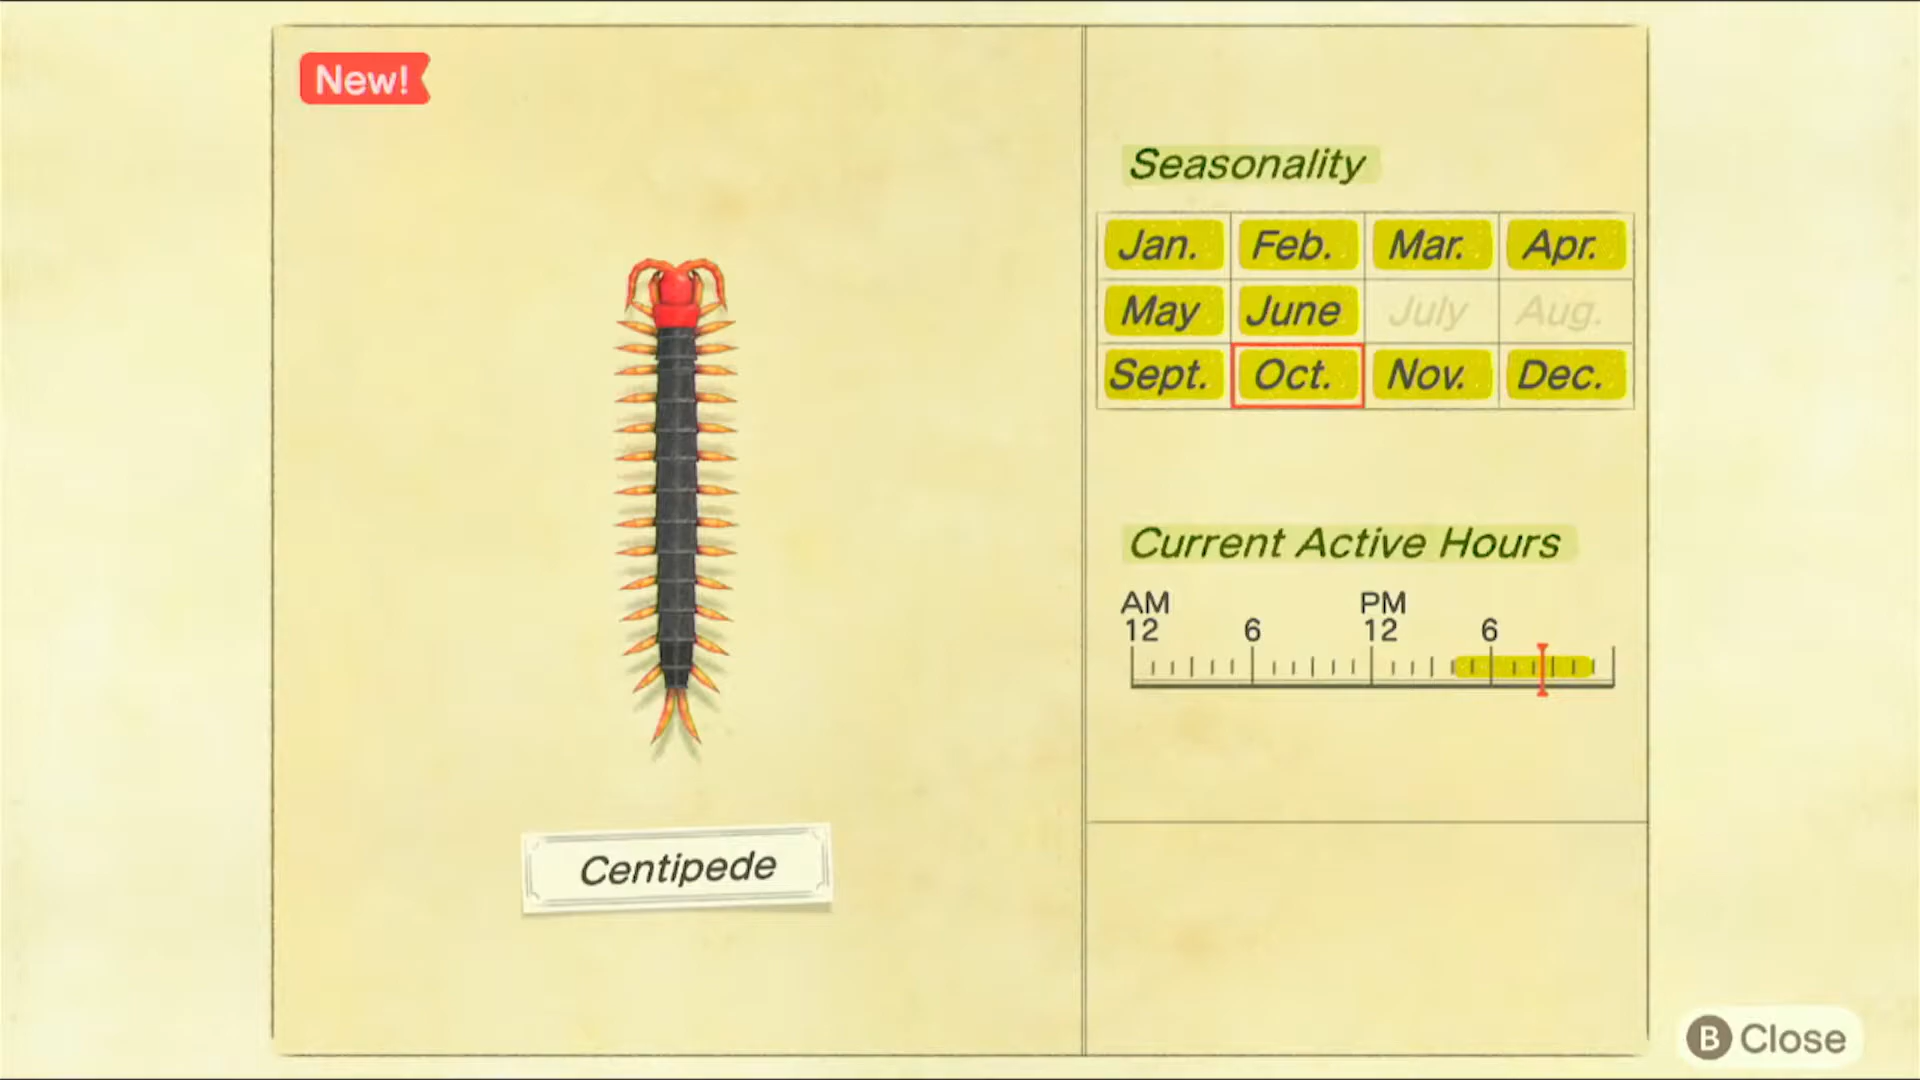 New!
Seasonality
Jan. Feb. Mar. Apr.
May June July Aug.
Sept. Oct. Nov. Dec.
Current Active Hours
AM PM
12 6 12 6
Centipede
B Close